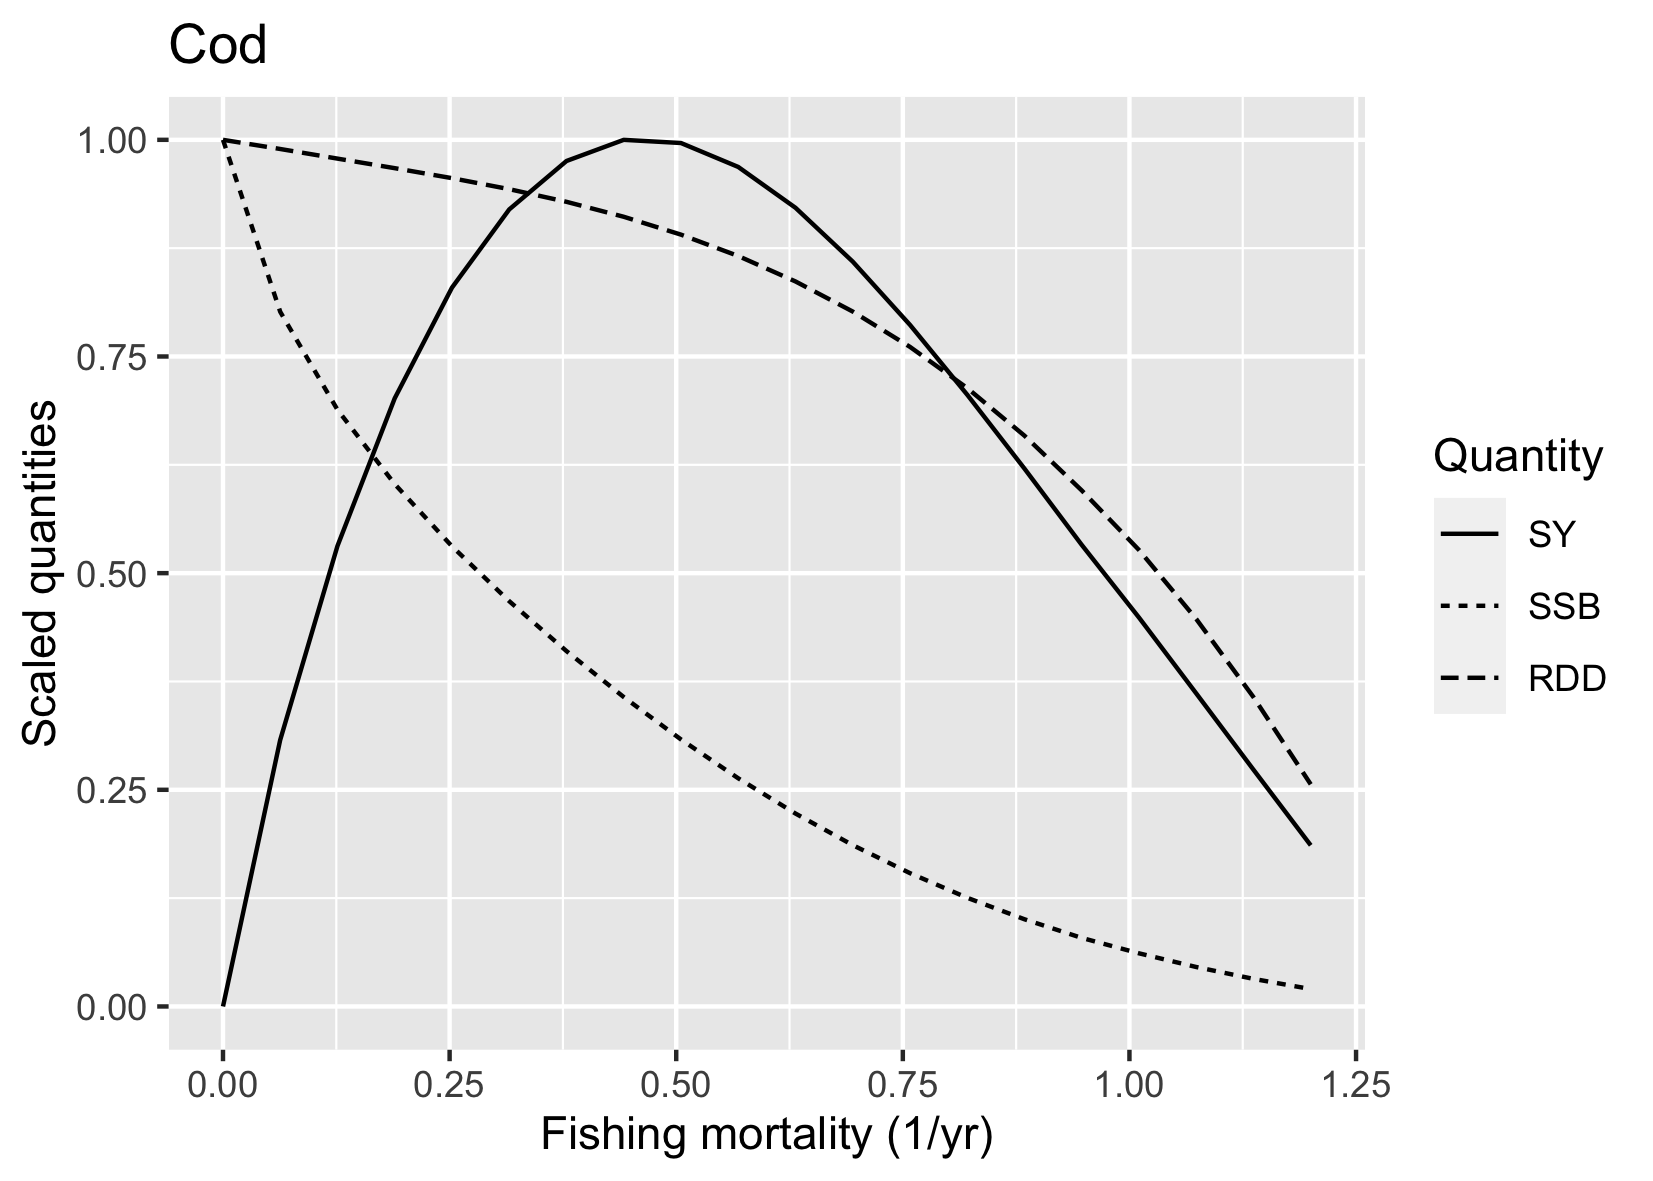 Cod
1.00
0.75
0.50
0.25
0.00
Scaled quantities
0.00 0.25 0.50 0.75 1.00 1.25
Fishing mortality (1/yr)
Quantity
SY
SSB
RDD